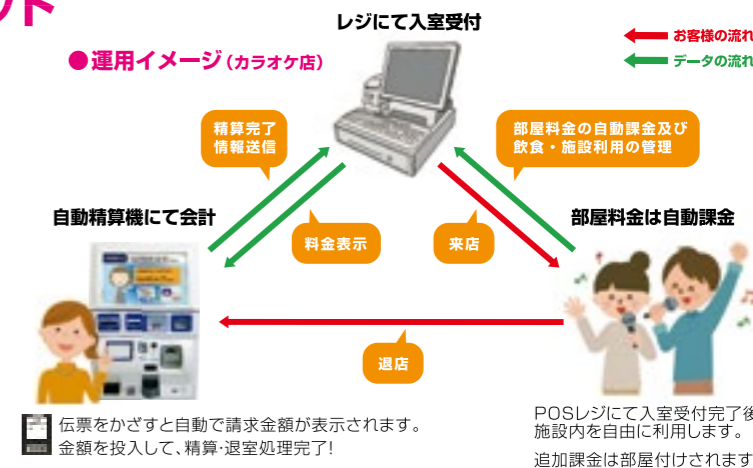 ット
レジにて入室受付
●運用イメージ(カラオケ店)
お客様の流れ
データの流れ
精算完了
情報送信
部屋料金の自動課金及び
飲食・施設利用の管理
自動精算機にて会計
部屋料金は自動課金
料金表示
来店
退店
伝票をかざすと自動で請求金額が表示されます。
金額を投入して、精算・退室処理完了!
POSレジにて入室受付完了後
施設内を自由に利用します。
追加課金は部屋付けされます